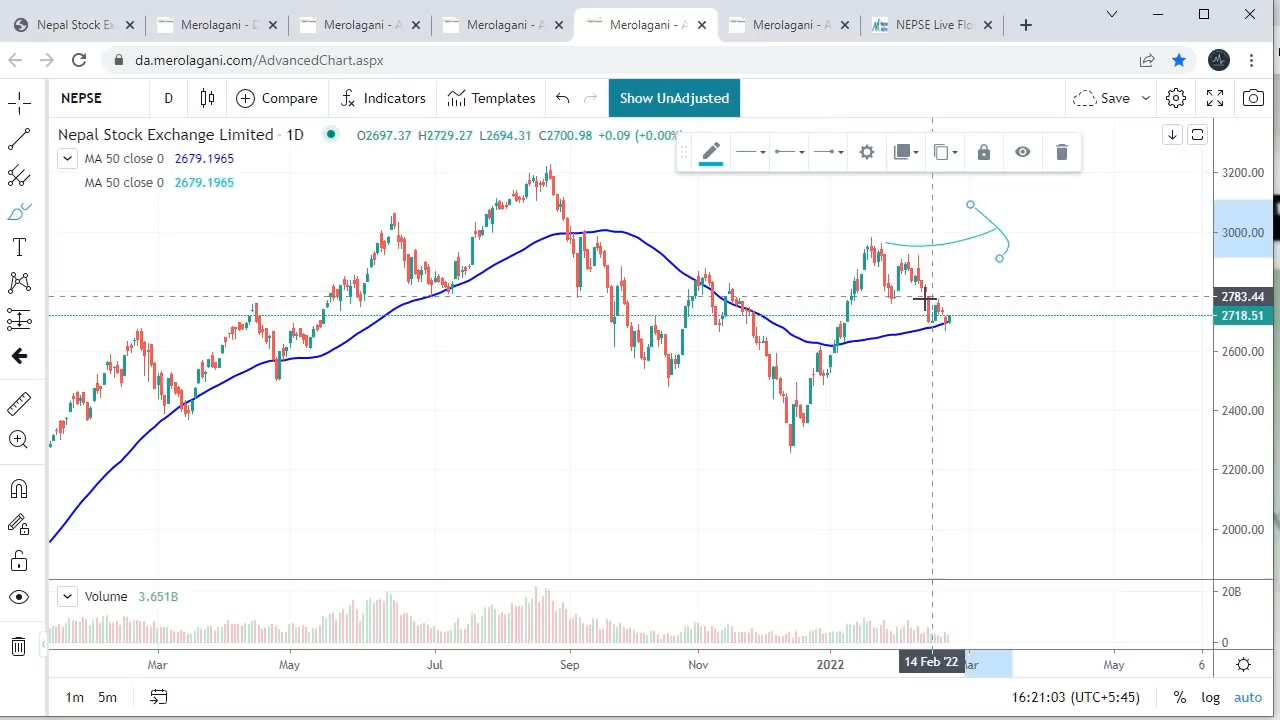 Nepal Stock Ex
Merolagani - D
Merolagani - A
Merolagani - A
Merolagani - A
Merolagani - A
NEPSE Live Flo
da.merolagani.com/AdvancedChart.aspx
NEPSE
D
Compare
Indicators
Templates
Show UnAdjusted
Save
Nepal Stock Exchange Limited · 1D
O2697.37 H2729.27 L2694.31 C2700.98 +0.09 (+0.00%
MA 50 close 0 2679.1965
MA 50 close 0 2679.1965
3200.00
3000.00
2783.44
2718.51
2600.00
2400.00
2200.00
2000.00
Volume 3.651B
20B
0
Mar
May
Jul
Sep
Nov
2022
14 Feb '22
ar
May
6
1m
5m
16:21:03 (UTC+5:45)
%
log
auto